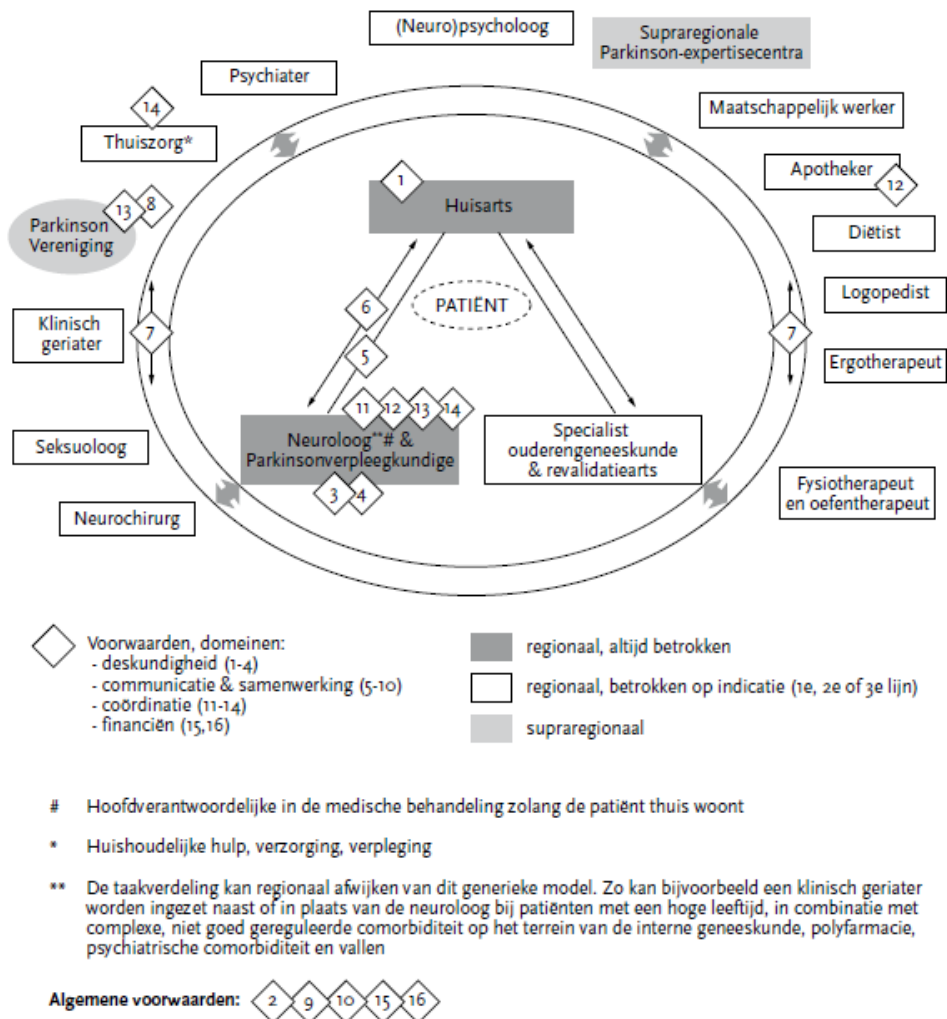 (Neuro)psycholoog
Supraregionale
Parkinson-expertisecentra
Psychiater
Maatschappelijk werker
14
Thuiszorg*
1
Huisarts
Apotheker
12
13
8
Parkinson
Vereniging
Diëtist
PATIËNT
6
Logopedist
Klinisch
geriater
7
7
5
Ergotherapeut
11
12
13
14
Neuroloog**# &
Parkinsonverpleegkundige
3
4
Specialist
ouderengeneeskunde
& revalidatiearts
Seksuoloog
Fysiotherapeut
en oefentherapeut
Neurochirurg
Voorwaarden, domeinen:
- deskundigheid (1-4)
- communicatie & samenwerking (5-10)
- coördinatie (11-14)
- financiën (15,16)
regionaal, altijd betrokken
regionaal, betrokken op indicatie (1e, 2e of 3e lijn)
supraregionaal
# Hoofdverantwoordelijke in de medische behandeling zolang de patiënt thuis woont
* Huishoudelijke hulp, verzorging, verpleging
** De taakverdeling kan regionaal afwijken van dit generieke model. Zo kan bijvoorbeeld een klinisch geriater
worden ingezet naast of in plaats van de neuroloog bij patiënten met een hoge leeftijd, in combinatie met
complexe, niet goed gereguleerde comorbiditeit op het terrein van de interne geneeskunde, polyfarmacie,
psychiatrische comorbiditeit en vallen
Algemene voorwaarden: 2 9 10 15 16